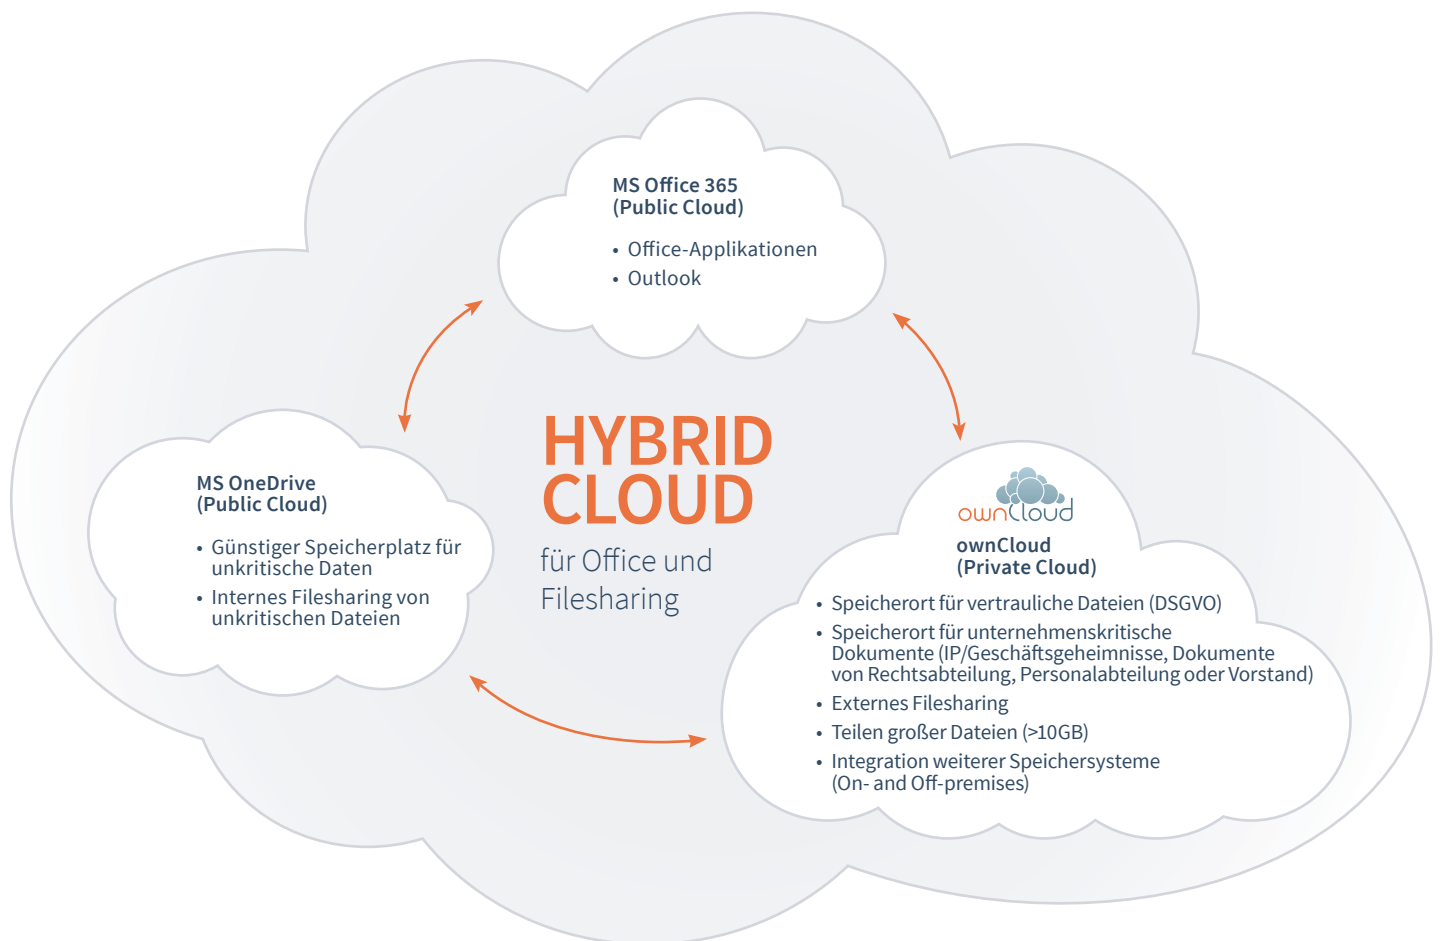 MS Office 365
(Public Cloud)
• Office-Applikationen
• Outlook
HYBRID
CLOUD
für Office und
Filesharing
MS OneDrive
(Public Cloud)
• Günstiger Speicherplatz für
unkritische Daten
• Internes Filesharing von
unkritischen Dateien
ownCloud
ownCloud
(Private Cloud)
• Speicherort für vertrauliche Dateien (DSGVO)
• Speicherort für unternehmenskritische
Dokumente (IP/Geschäftsgeheimnisse, Dokumente
von Rechtsabteilung, Personalabteilung oder Vorstand)
• Externes Filesharing
• Teilen großer Dateien (>10GB)
• Integration weiterer Speichersysteme
(On- and Off-premises)